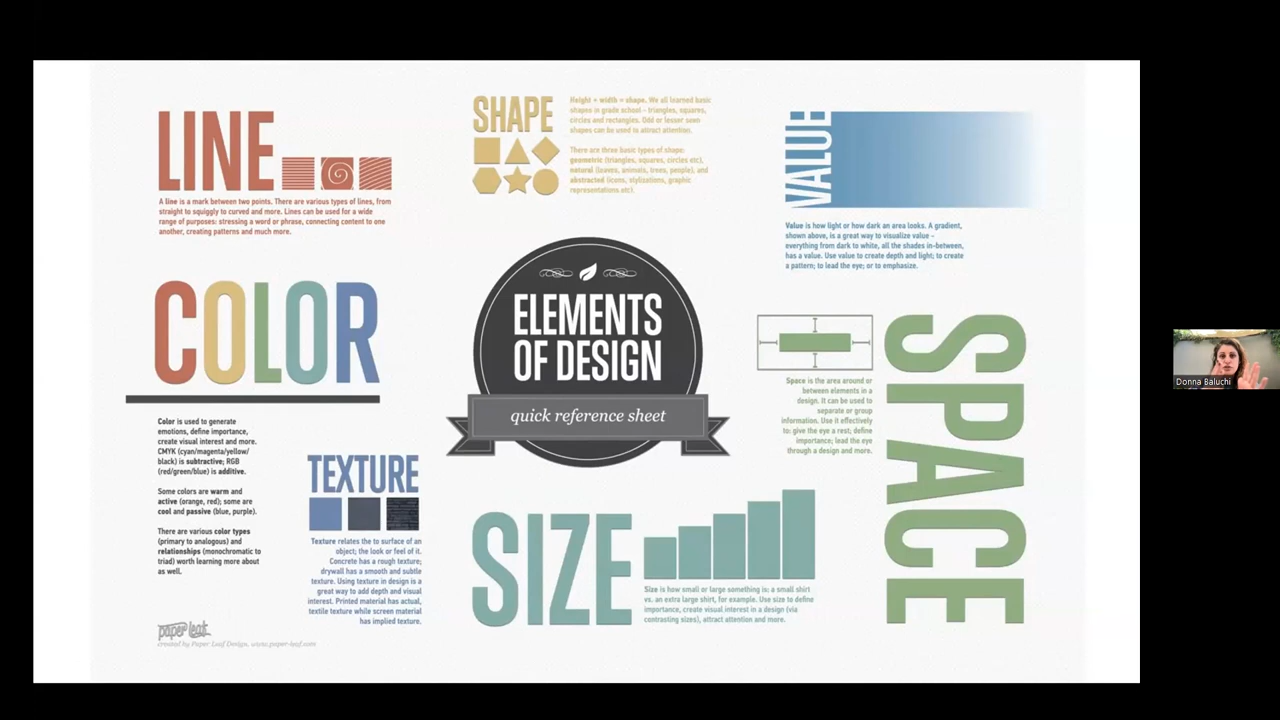 LINE
A line is a mark between two points. There are various types of lines, from
straight to squiggly to curved and more. Lines can be used for a wide
range of purposes: stressing a word or phrase, connecting content to one
another, creating patterns and much more.
SHAPE
Height + width = shape. We all learned basic
shapes in grade school - triangles, squares,
circles and rectangles. Odd or lesser seen
shapes can be used to attract attention.
There are three basic types of shape:
geometric (triangles, squares, circles etc),
natural (leaves, animals, trees, people), and
abstracted (icons, stylizations, graphic
representations etc).
VALUE
Value is how light or how dark an area looks. A gradient,
shown above, is a great way to visualize value -
everything from dark to white, all the shades in-between,
has a value. Use value to create depth and light; to create
a pattern; to lead the eye; or to emphasize.
COLOR
Color is used to generate
emotions, define importance,
create visual interest and more.
CMYK (cyan/magenta/yellow/
black) is subtractive; RGB
(red/green/blue) is additive.
Some colors are warm and
active (orange, red); some are
cool and passive (blue, purple).
There are various color types
(primary to analogous) and
relationships (monochromatic to
triad) worth learning more about
as well.
ELEMENTS
OF DESIGN
quick reference sheet
SPACE
Space is the area around or
between elements in a
design. It can be used to
separate or group
information. Use it effectively
to: give the eye a rest; define
importance; lead the eye
through a design and more.
TEXTURE
Texture relates the to surface of an
object; the look or feel of it.
Concrete has a rough texture;
drywall has a smooth and subtle
texture. Using texture in design is a
great way to add depth and visual
interest. Printed material has actual,
textile texture while screen material
has implied texture.
SIZE
Size is how small or large something is: a small shirt
vs. an extra large shirt, for example. Use size to define
importance, create visual interest in a design (via
contrasting sizes), attract attention and more.
paper leaf
created by Paper Leaf Design, www.paper-leaf.com
Donna Baluchi